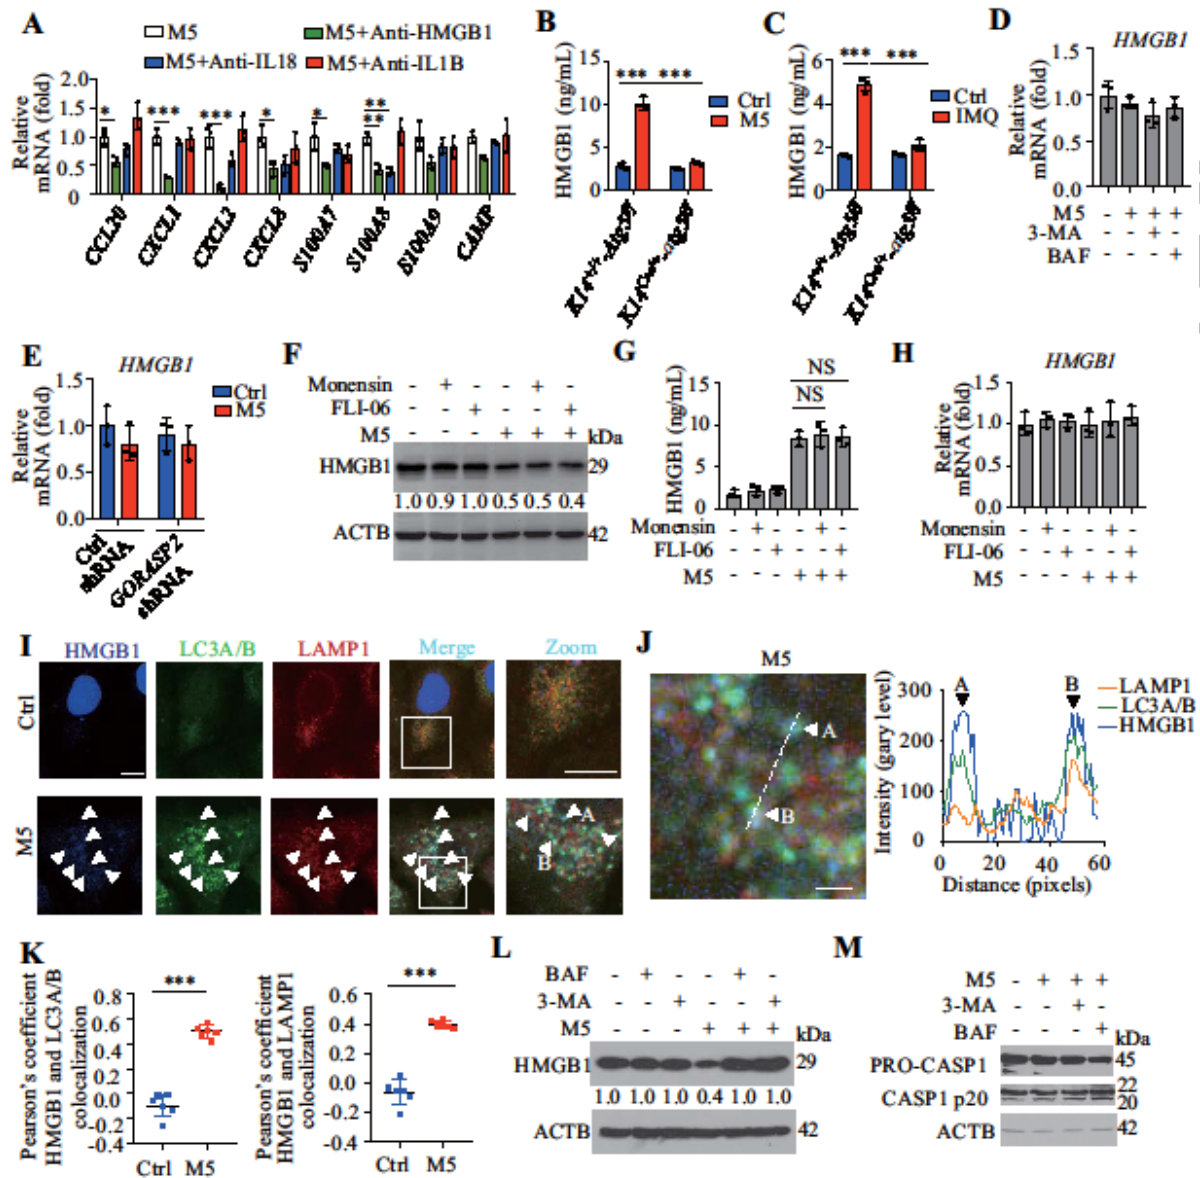 A
M5
M5+Anti-HMGB1
M5+Anti-IL18
M5+Anti-IL1B
Relative
mRNA (fold)
2.0
1.5
1.0
0.5
0.0
* *** *** * * ** **
CCL20
CXCL1
CXCL2
CXCL8
S100A7
S100A8
S100A9
CAMP
B
HMGB1 (ng/mL)
15
10
5
0
*** ***
Ctrl
M5
C
HMGB1 (ng/mL)
6
4
2
0
*** ***
Ctrl
IMQ
D
HMGB1
Relative
mRNA (fold)
1.5
1.0
0.5
0.0
M5 - + + +
3-MA - - + -
BAF - - - +
E
HMGB1
Relative
mRNA (fold)
1.5
1.0
0.5
0.0
Ctrl
M5
Ctrl
shRNA
GORASP2
shRNA
F
Monensin - + - - + -
FLI-06 - - + - - +
M5 - - - + + +
kDa
HMGB1
29
1.0 0.9 1.0 0.5 0.5 0.4
ACTB
42
G
HMGB1 (ng/mL)
15
10
5
0
NS
NS
Monensin - + - - + -
FLI-06 - - + - - +
M5 - - - + + +
H
HMGB1
Relative
mRNA (fold)
1.5
1.0
0.5
0.0
Monensin - + - - + -
FLI-06 - - + - - +
M5 - - - + + +
I
HMGB1
LC3A/B
LAMP1
Merge
Zoom
Ctrl
M5
A
B
J
M5
A
B
Intensity (gary level)
300
200
100
0
A
B
LAMP1
LC3A/B
HMGB1
0 20 40 60
Distance (pixels)
K
Pearson's coefficient
HMGB1 and LC3A/B
colocalization
0.8
0.6
0.4
0.2
0.0
-0.2
-0.4
***
Ctrl M5
Pearson's coefficient
HMGB1 and LAMP1
colocalization
0.6
0.4
0.2
0.0
-0.2
-0.4
***
Ctrl M5
L
BAF - + - - + -
3-MA - - + - - +
M5 - - - + + +
kDa
HMGB1
29
1.0 1.0 1.0 0.4 1.0 1.0
ACTB
42
M
M5 - + + +
3-MA - - + -
BAF - - - +
kDa
PRO-CASP1
45
CASP1 p20
22
20
ACTB
42